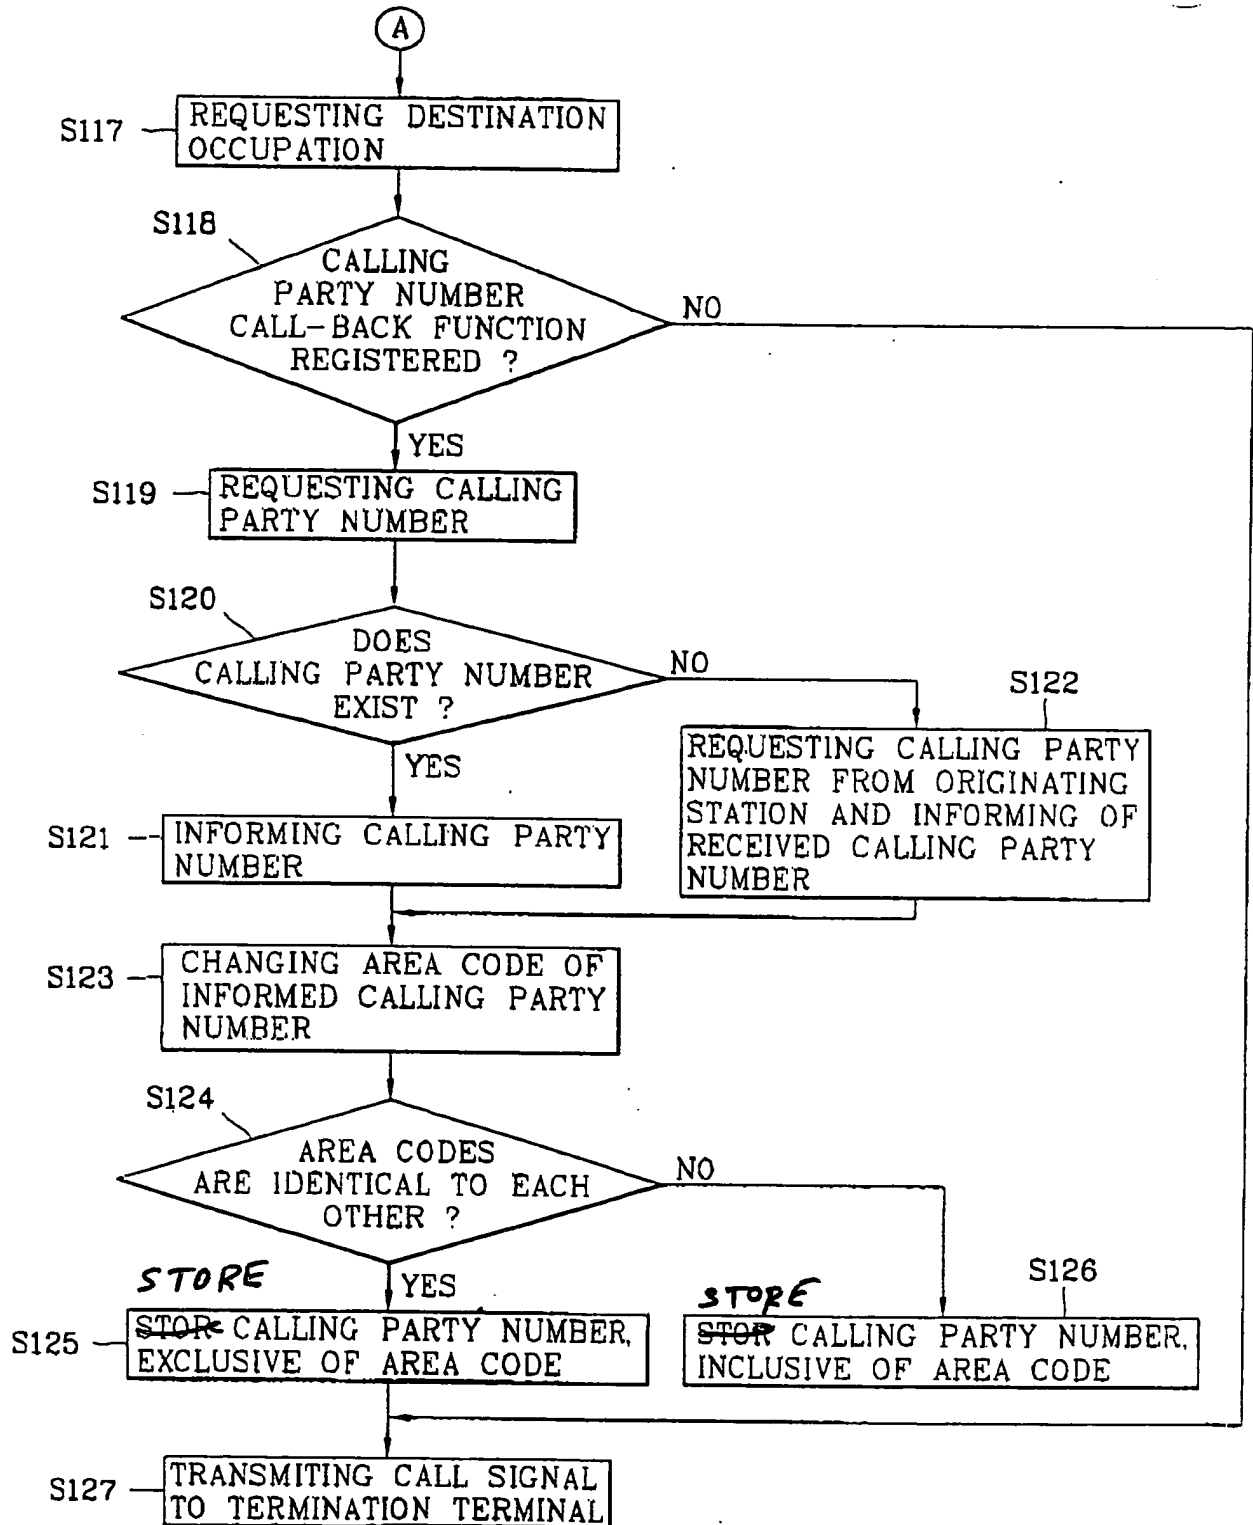 A
S117
REQUESTING DESTINATION
OCCUPATION
S118
CALLING
PARTY NUMBER
CALL-BACK FUNCTION
REGISTERED ?
NO
YES
S119
REQUESTING CALLING
PARTY NUMBER
S120
DOES
CALLING PARTY NUMBER
EXIST ?
NO
YES
S122
REQUESTING CALLING PARTY
NUMBER FROM ORIGINATING
STATION AND INFORMING OF
RECEIVED CALLING PARTY
NUMBER
S121
INFORMING CALLING PARTY
NUMBER
S123
CHANGING AREA CODE OF
INFORMED CALLING PARTY
NUMBER
S124
AREA CODES
ARE IDENTICAL TO EACH
OTHER ?
NO
YES
STORE
S125
STOR CALLING PARTY NUMBER,
EXCLUSIVE OF AREA CODE
S126
STORE
STOR CALLING PARTY NUMBER,
INCLUSIVE OF AREA CODE
S127
TRANSMITING CALL SIGNAL
TO TERMINATION TERMINAL